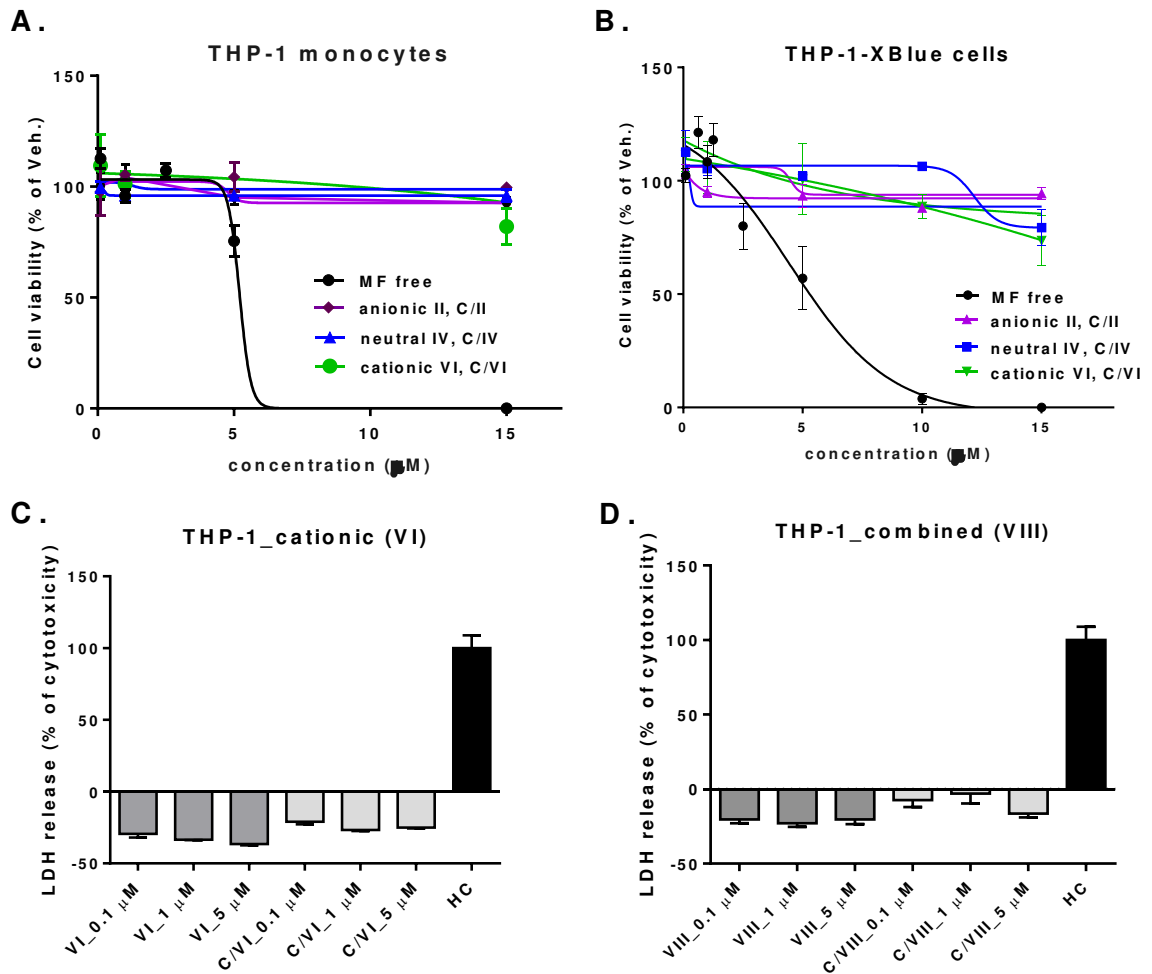 A.
THP-1 monocytes
Cell viability (% of Veh.)
150
100
50
0
0
5
10
15
concentration (μM)
MF free
anionic II, C/II
neutral IV, C/IV
cationic VI, C/VI
B.
THP-1-XBlue cells
Cell viability (% of Veh.)
150
100
50
0
0
5
10
15
concentration (μM)
MF free
anionic II, C/II
neutral IV, C/IV
cationic VI, C/VI
C.
THP-1_cationic (VI)
LDH release (% of cytotoxicity)
150
100
50
0
-50
VI_0.1 μM
VI_1 μM
VI_5 μM
C/VI_0.1 μM
C/VI_1 μM
C/VI_5 μM
HC
D.
THP-1_combined (VIII)
LDH release (% of cytotoxicity)
150
100
50
0
-50
VIII_0.1 μM
VIII_1 μM
VIII_5 μM
C/VIII_0.1 μM
C/VIII_1 μM
C/VIII_5 μM
HC